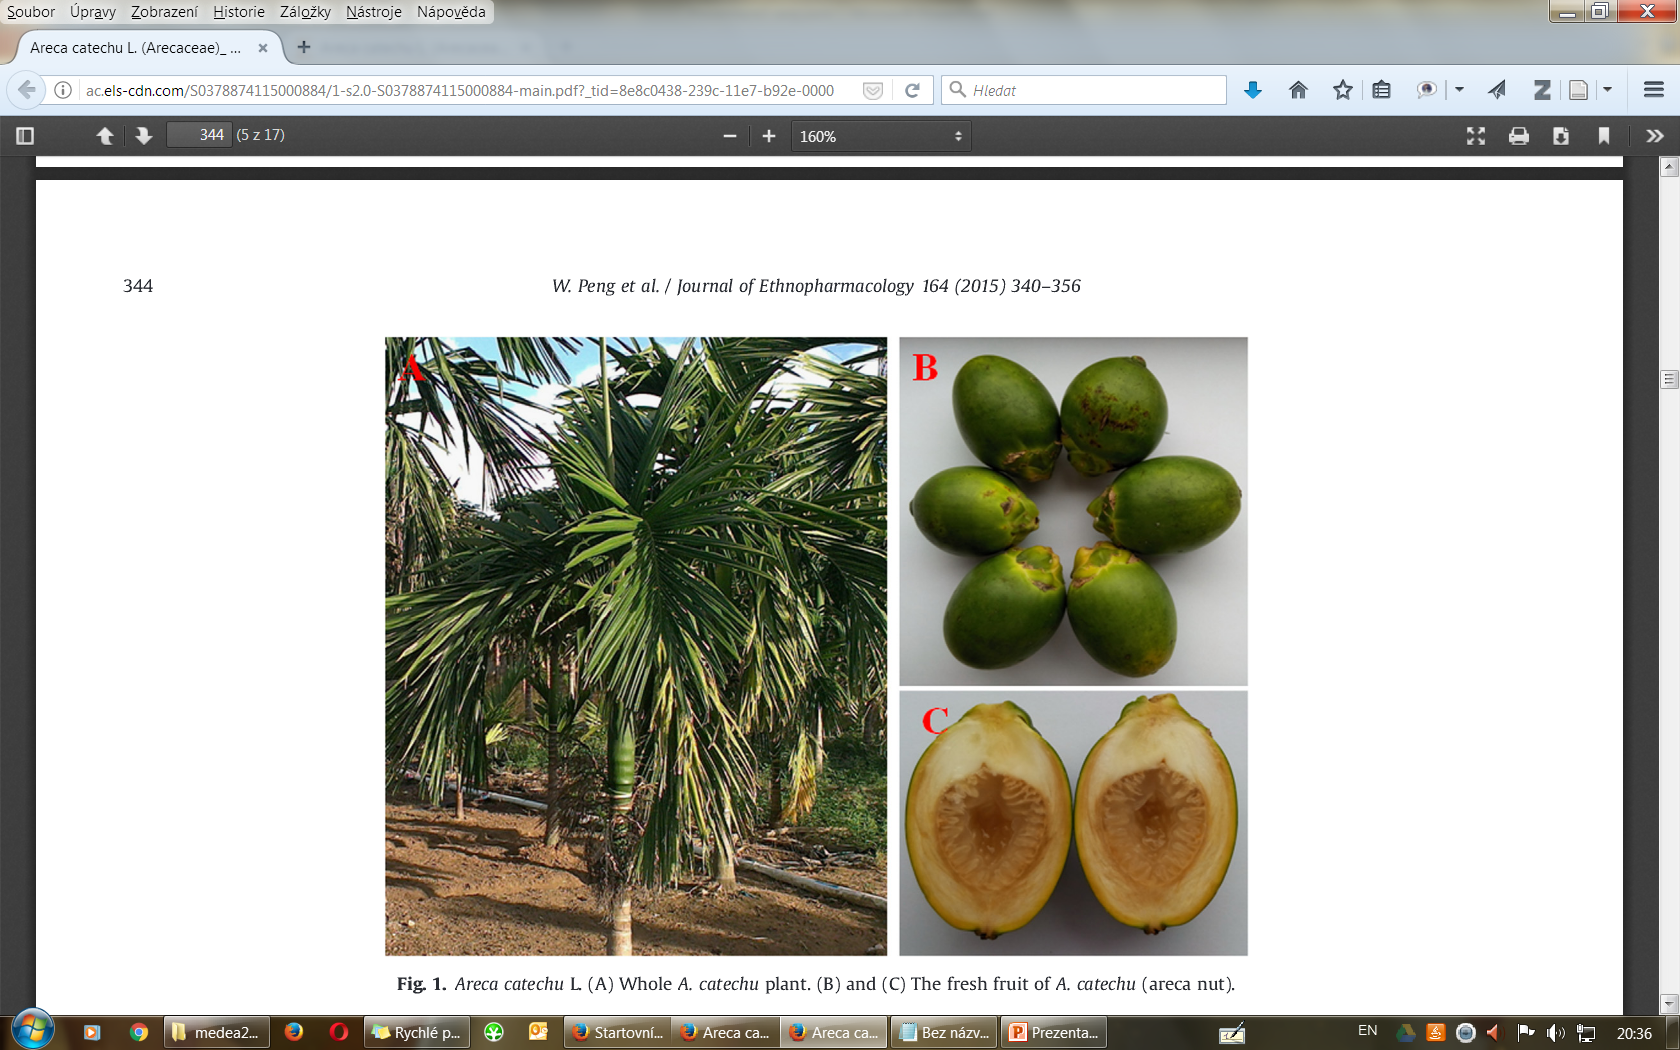 Soubor Úpravy Zobrazení Historie Záložky Nástroje Nápověda
Areca catechu L. (Arecaceae)_ ...
ac.els-cdn.com/S0378874115000884/1-s2.0-S0378874115000884-main.pdf?_tid=8e8c0438-239c-11e7-b92e-0000
Hledat
344 (5 z 17) 160%
344 W. Peng et al. / Journal of Ethnopharmacology 164 (2015) 340–356
A
B
C
Fig. 1. Areca catechu L. (A) Whole A. catechu plant. (B) and (C) The fresh fruit of A. catechu (areca nut).
medea2... Rychlé p... Startovní... Areca ca... Areca ca... Bez názv... Prezenta... EN 20:36